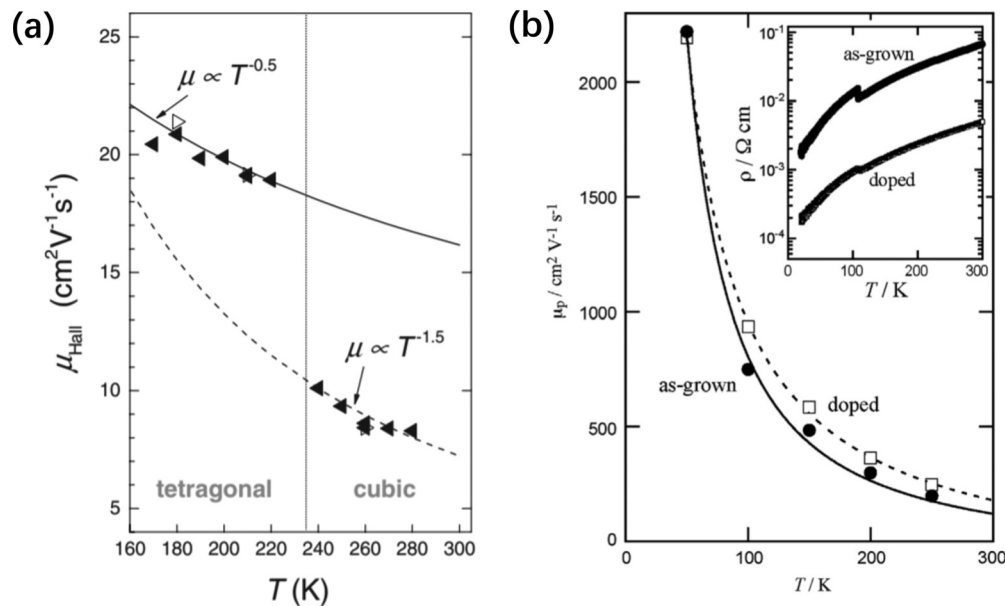 (a)
μHall (cm²V⁻¹s⁻¹)
25
20
15
10
5
μ ∝ T⁻⁰·⁵
μ ∝ T⁻¹·⁵
tetragonal
cubic
4
160 180 200 220 240 260 280 300
T (K)
(b)
μp / cm² V⁻¹ s⁻¹
2000
1500
1000
500
0
as-grown
doped
0 100 200 300
T / K
ρ / Ω cm
10⁻¹
10⁻²
10⁻³
10⁻⁴
as-grown
doped
0 100 200 300
T / K